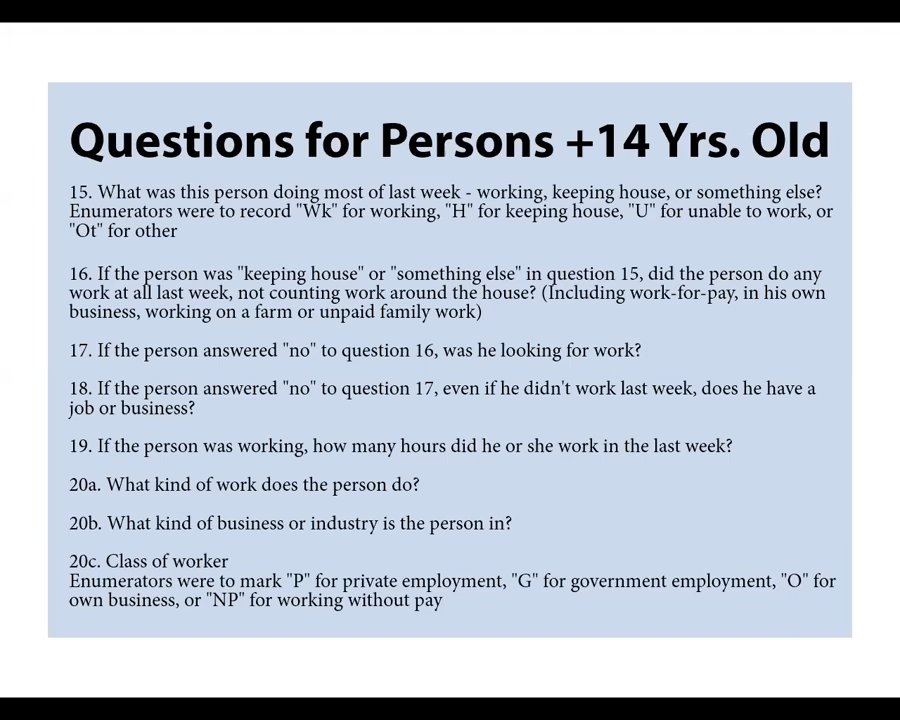 Questions for Persons +14 Yrs. Old
15. What was this person doing most of last week - working, keeping house, or something else?
Enumerators were to record "Wk" for working, "H" for keeping house, "U" for unable to work, or
"Ot" for other
16. If the person was "keeping house" or "something else" in question 15, did the person do any
work at all last week, not counting work around the house? (Including work-for-pay, in his own
business, working on a farm or unpaid family work)
17. If the person answered "no" to question 16, was he looking for work?
18. If the person answered "no" to question 17, even if he didn't work last week, does he have a
job or business?
19. If the person was working, how many hours did he or she work in the last week?
20a. What kind of work does the person do?
20b. What kind of business or industry is the person in?
20c. Class of worker
Enumerators were to mark "P" for private employment, "G" for government employment, "O" for
own business, or "NP" for working without pay